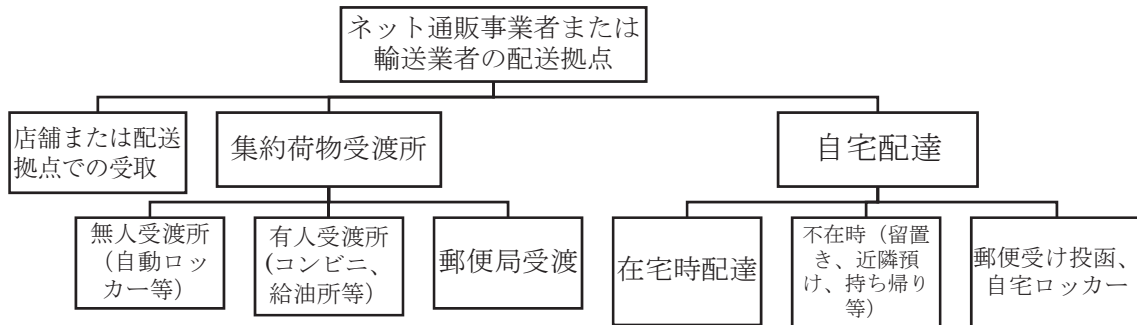 ネット通販事業者または
輸送業者の配送拠点
店舗または配送
拠点での受取
集約荷物受渡所
自宅配達
無人受渡所
（自動ロッ
カー等）
有人受渡所
(コンビニ、
給油所等）
郵便局受渡
在宅時配達
不在時（留置
き、近隣預
け、持ち帰り
等）
郵便受け投函、
自宅ロッカー